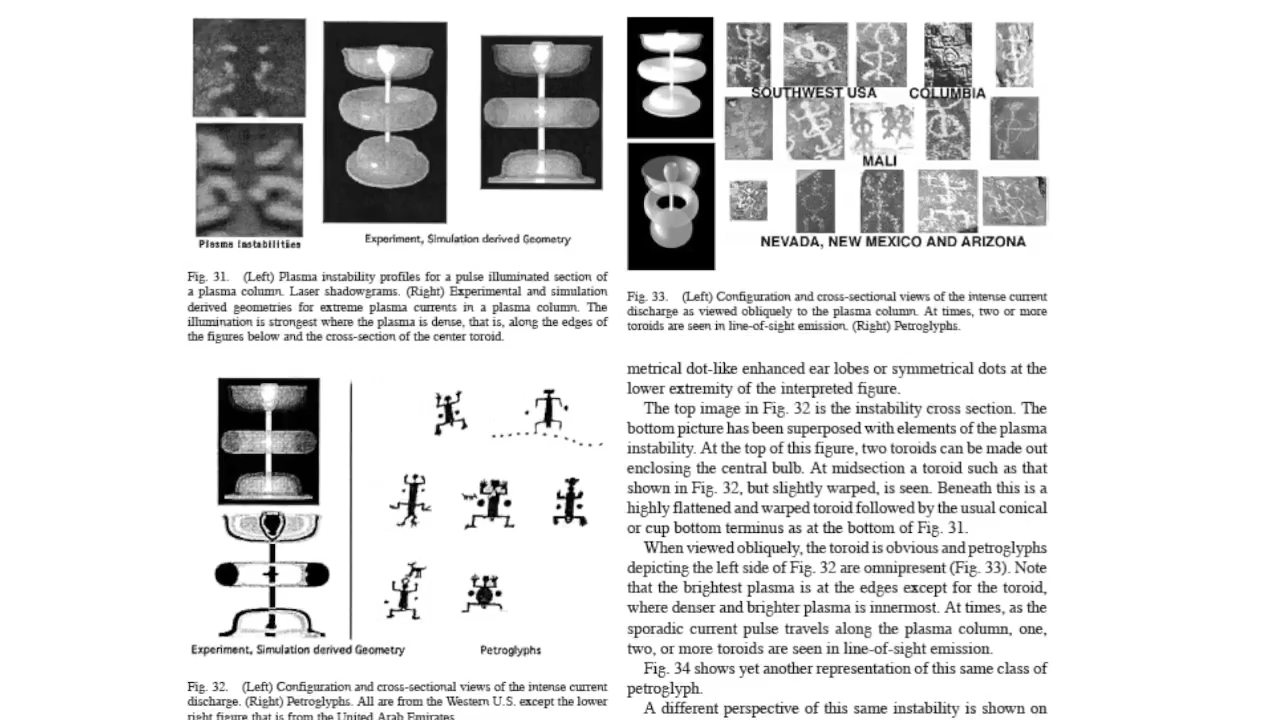 Plasma Instabilities
Experiment, Simulation derived Geometry
Fig. 31. (Left) Plasma instability profiles for a pulse illuminated section of
a plasma column. Laser shadowgrams. (Right) Experimental and simulation
derived geometries for extreme plasma currents in a plasma column. The
illumination is strongest where the plasma is dense, that is, along the edges of
the figures below and the cross-section of the center toroid.
Experiment, Simulation derived Geometry
Petroglyphs
Fig. 32. (Left) Configuration and cross-sectional views of the intense current
discharge. (Right) Petroglyphs. All are from the Western U.S. except the lower
right figure that is from the United Arab Emirates.
SOUTHWEST USA
COLUMBIA
MALI
NEVADA, NEW MEXICO AND ARIZONA
Fig. 33. (Left) Configuration and cross-sectional views of the intense current
discharge as viewed obliquely to the plasma column. At times, two or more
toroids are seen in line-of-sight emission. (Right) Petroglyphs.
metrical dot-like enhanced ear lobes or symmetrical dots at the
lower extremity of the interpreted figure.
The top image in Fig. 32 is the instability cross section. The
bottom picture has been superposed with elements of the plasma
instability. At the top of this figure, two toroids can be made out
enclosing the central bulb. At midsection a toroid such as that
shown in Fig. 32, but slightly warped, is seen. Beneath this is a
highly flattened and warped toroid followed by the usual conical
or cup bottom terminus as at the bottom of Fig. 31.
When viewed obliquely, the toroid is obvious and petroglyphs
depicting the left side of Fig. 32 are omnipresent (Fig. 33). Note
that the brightest plasma is at the edges except for the toroid,
where denser and brighter plasma is innermost. At times, as the
sporadic current pulse travels along the plasma column, one,
two, or more toroids are seen in line-of-sight emission.
Fig. 34 shows yet another representation of this same class of
petroglyph.
A different perspective of this same instability is shown on